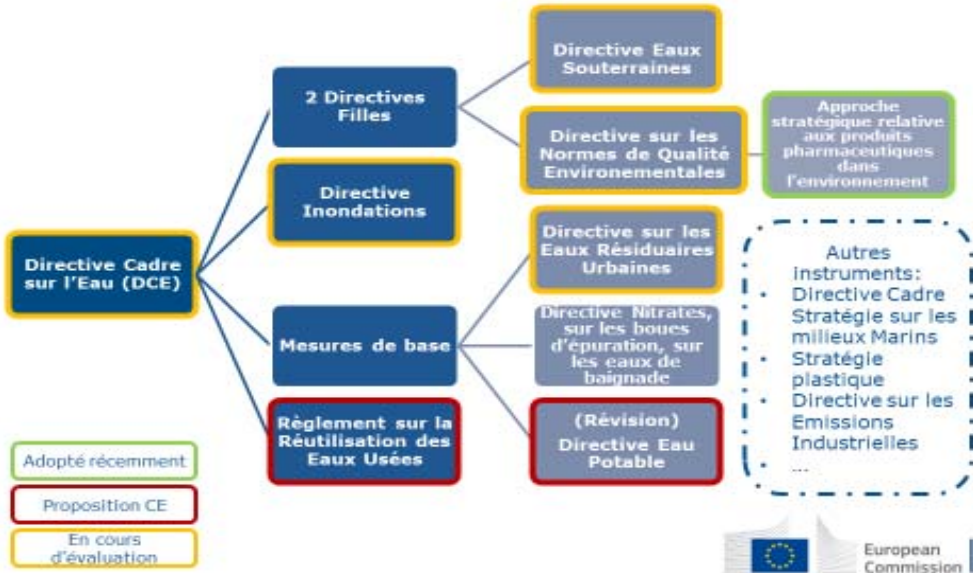 Directive Cadre
sur l'Eau (DCE)
2 Directives
Filles
Directive
Inondations
Mesures de base
Règlement sur la
Réutilisation des
Eaux Usées
Directive Eaux
Souterraines
Directive sur les
Normes de Qualité
Environementales
Directive sur les
Eaux Résiduaires
Urbaines
Directive Nitrates,
sur les boues
d'épuration, sur
les eaux de
baignade
(Révision)
Directive Eau
Potable
Approche
stratégique relative
aux produits
pharmaceutiques
dans
l'environnement
Autres
instruments:
• Directive Cadre
Stratégie sur les
milieux Marins
• Stratégie
plastique
• Directive sur les
Emissions
Industrielles
• ...
Adopté récemment
Proposition CE
En cours
d'évaluation
European
Commission